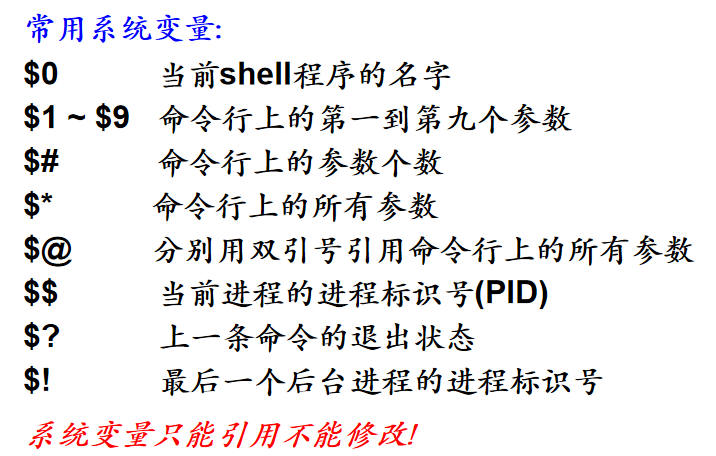 常用系统变量:
$0 当前shell程序的名字
$1 ~ $9 命令行上的第一到第九个参数
$# 命令行上的参数个数
$* 命令行上的所有参数
$@ 分别用双引号引用命令行上的所有参数
$$ 当前进程的进程标识号(PID)
$? 上一条命令的退出状态
$! 最后一个后台进程的进程标识号
系统变量只能引用不能修改!